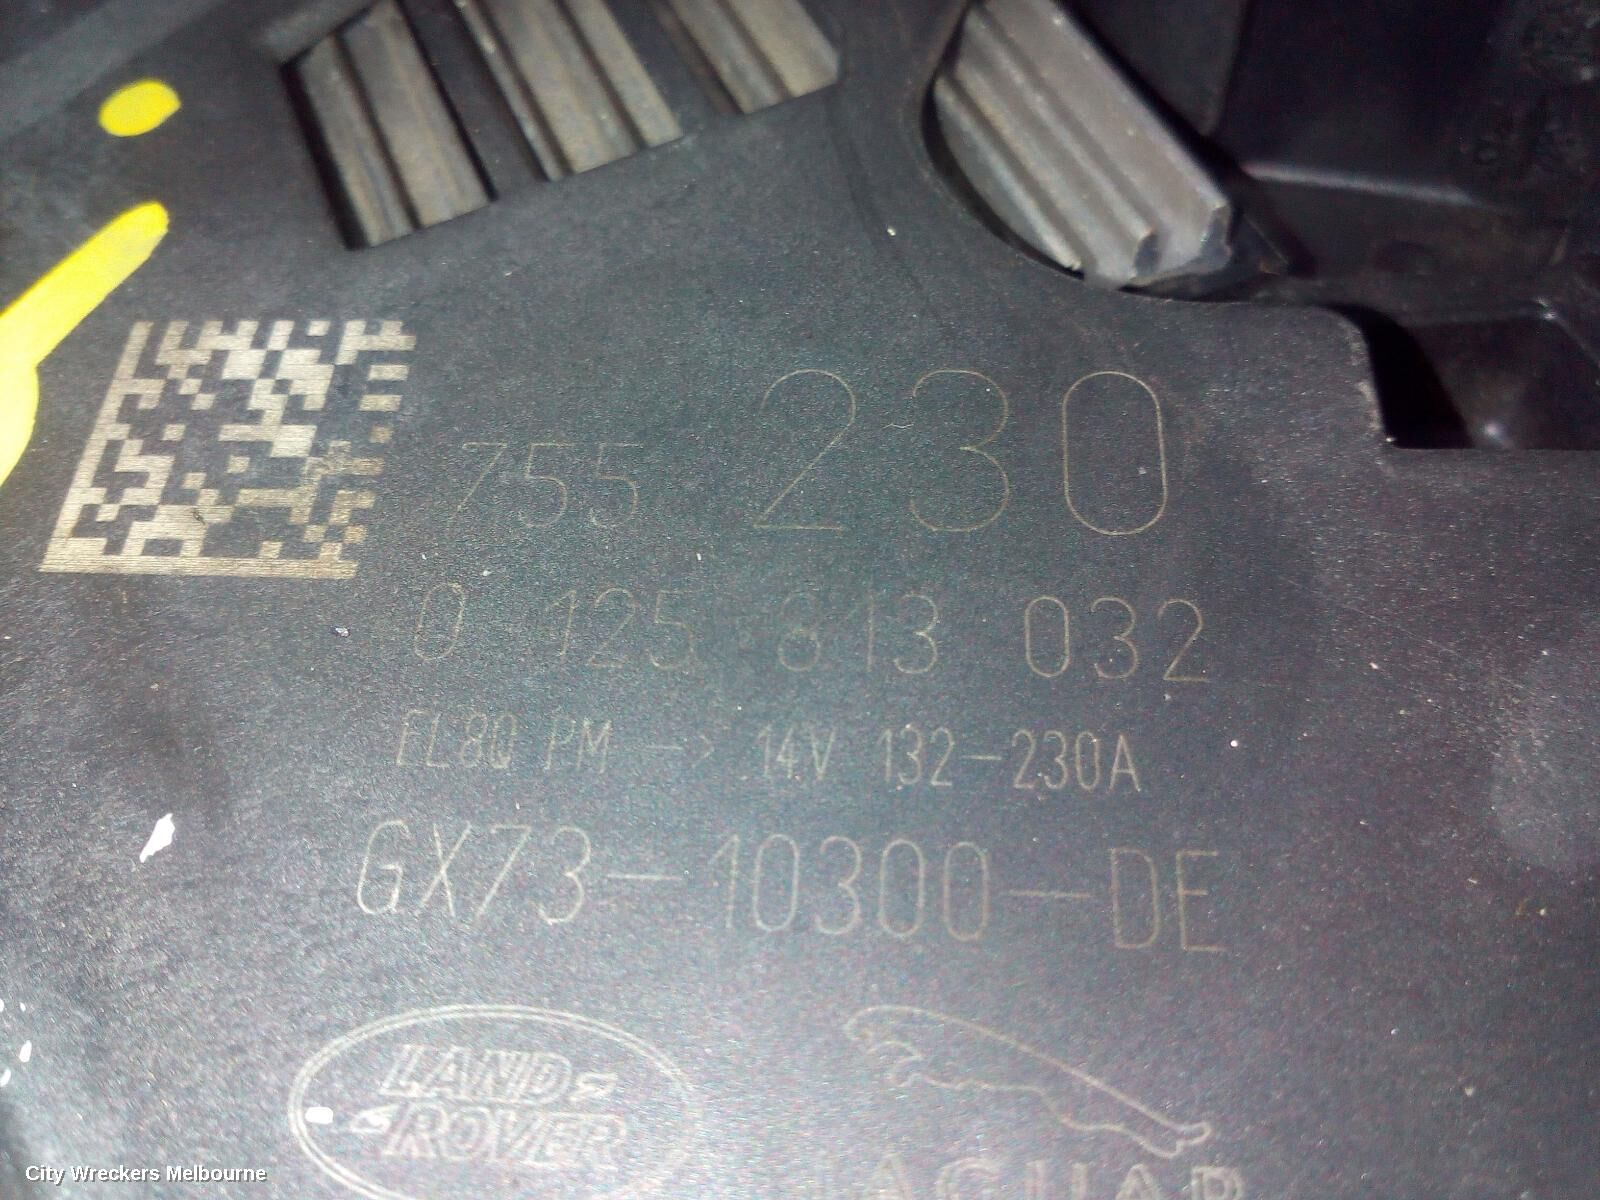 755 230
0 125 813 032
EL8Q PM -> 14V 132-230A
GX73-10300-DE
LAND
ROVER
JAGUAR
City Wreckers Melbourne